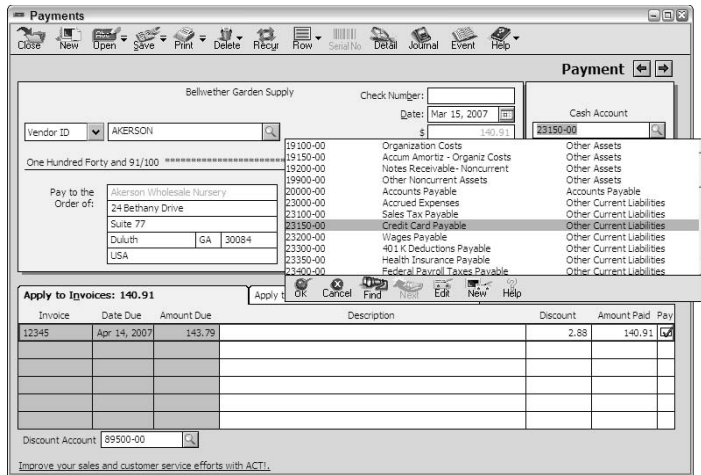 Payments
Close New Open Save Print Delete Recur Row Serial No. Detail Journal Event Help
Payment
Bellwether Garden Supply
Check Number:
Date: Mar 15, 2007
Cash Account
Vendor ID AKERSON
$ 140.91
23150-00
One Hundred Forty and 91/100
Pay to the Order of:
Akerson Wholesale Nursery
24 Bethany Drive
Suite 77
Duluth GA 30084
USA
19100-00 Organization Costs Other Assets
19150-00 Accum Amortiz - Organiz Costs Other Assets
19200-00 Notes Receivable- Noncurrent Other Assets
19900-00 Other Noncurrent Assets Other Assets
20000-00 Accounts Payable Accounts Payable
23000-00 Accrued Expenses Other Current Liabilities
23100-00 Sales Tax Payable Other Current Liabilities
23150-00 Credit Card Payable Other Current Liabilities
23200-00 Wages Payable Other Current Liabilities
23300-00 401 K Deductions Payable Other Current Liabilities
23350-00 Health Insurance Payable Other Current Liabilities
23400-00 Federal Payroll Taxes Payable Other Current Liabilities
OK Cancel Find Next Edit New Help
Apply to Invoices: 140.91
Apply t
Invoice Date Due Amount Due Description Discount Amount Paid Pay
12345 Apr 14, 2007 143.79 2.88 140.91
Discount Account 89500-00
Improve your sales and customer service efforts with ACT!.